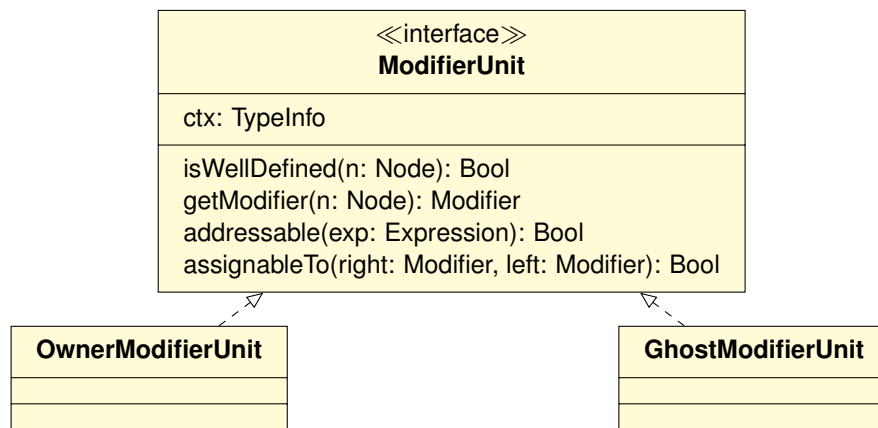 ≪interface≫
ModifierUnit
ctx: TypeInfo
isWellDefined(n: Node): Bool
getModifier(n: Node): Modifier
addressable(exp: Expression): Bool
assignableTo(right: Modifier, left: Modifier): Bool
OwnerModifierUnit
GhostModifierUnit